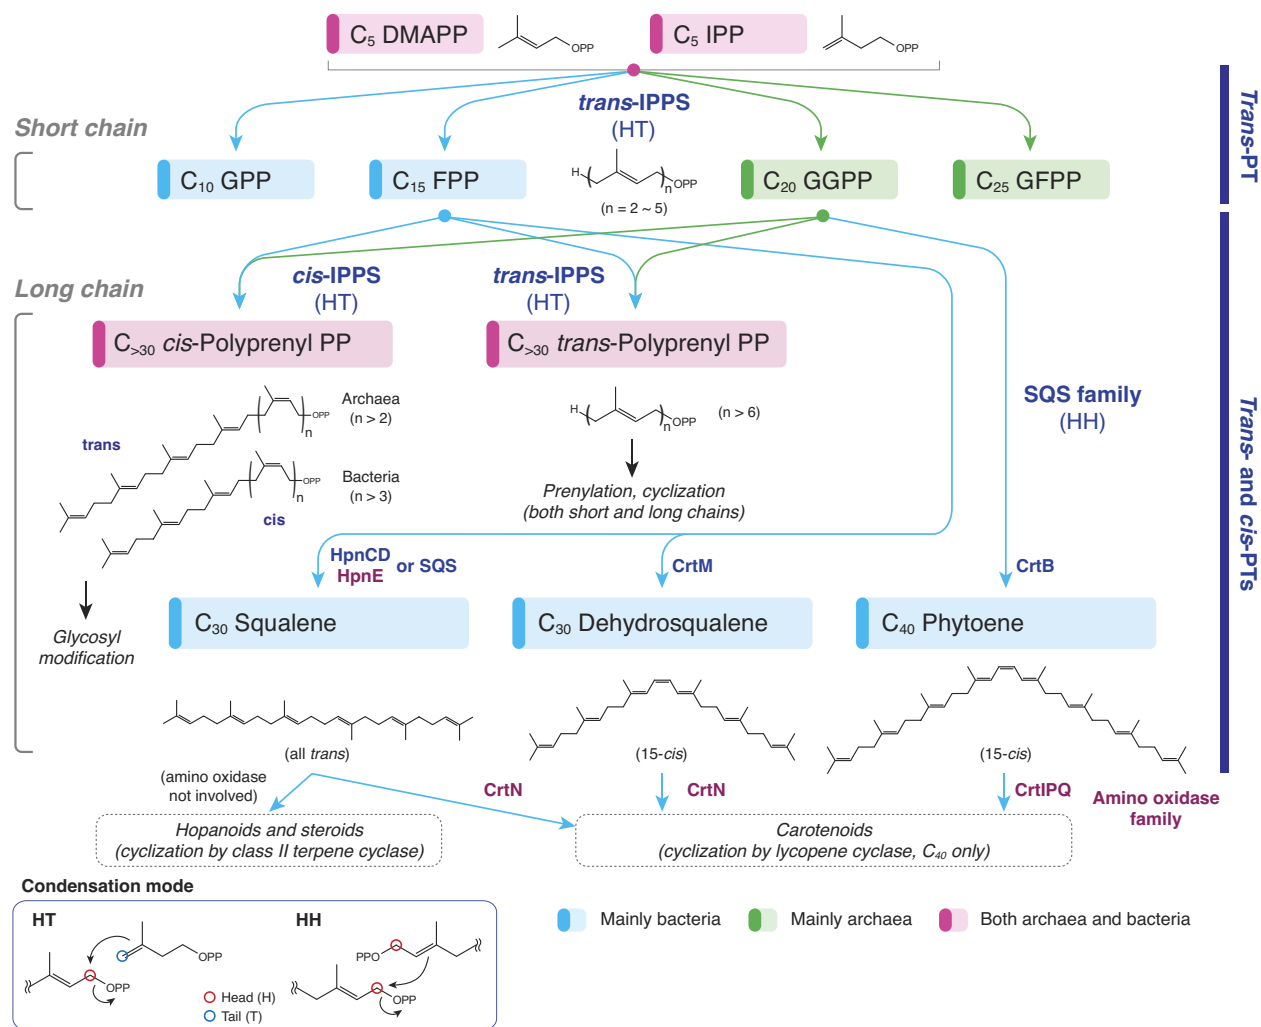 C5 DMAPP
OPP
C5 IPP
OPP
trans-IPPS
(HT)
Short chain
Trans-PT
C10 GPP
C15 FPP
H
n
OPP
(n = 2 ~ 5)
C20 GGPP
C25 GFPP
cis-IPPS
(HT)
trans-IPPS
(HT)
Long chain
C>30 cis-Polyprenyl PP
C>30 trans-Polyprenyl PP
SQS family
(HH)
Trans- and cis-PTs
OPP
n
Archaea
(n > 2)
trans
OPP
n
Bacteria
(n > 3)
cis
H
n
OPP
(n > 6)
Prenylation, cyclization
(both short and long chains)
HpnCD
HpnE
or SQS
CrtM
CrtB
C30 Squalene
C30 Dehydrosqualene
C40 Phytoene
Glycosyl
modification
(all trans)
(15-cis)
(15-cis)
(amino oxidase
not involved)
CrtN
CrtN
CrtIPQ
Amino oxidase
family
Hopanoids and steroids
(cyclization by class II terpene cyclase)
Carotenoids
(cyclization by lycopene cyclase, C40 only)
Condensation mode
HT
OPP
OPP
Head (H)
Tail (T)
HH
PPO
OPP
Mainly bacteria
Mainly archaea
Both archaea and bacteria